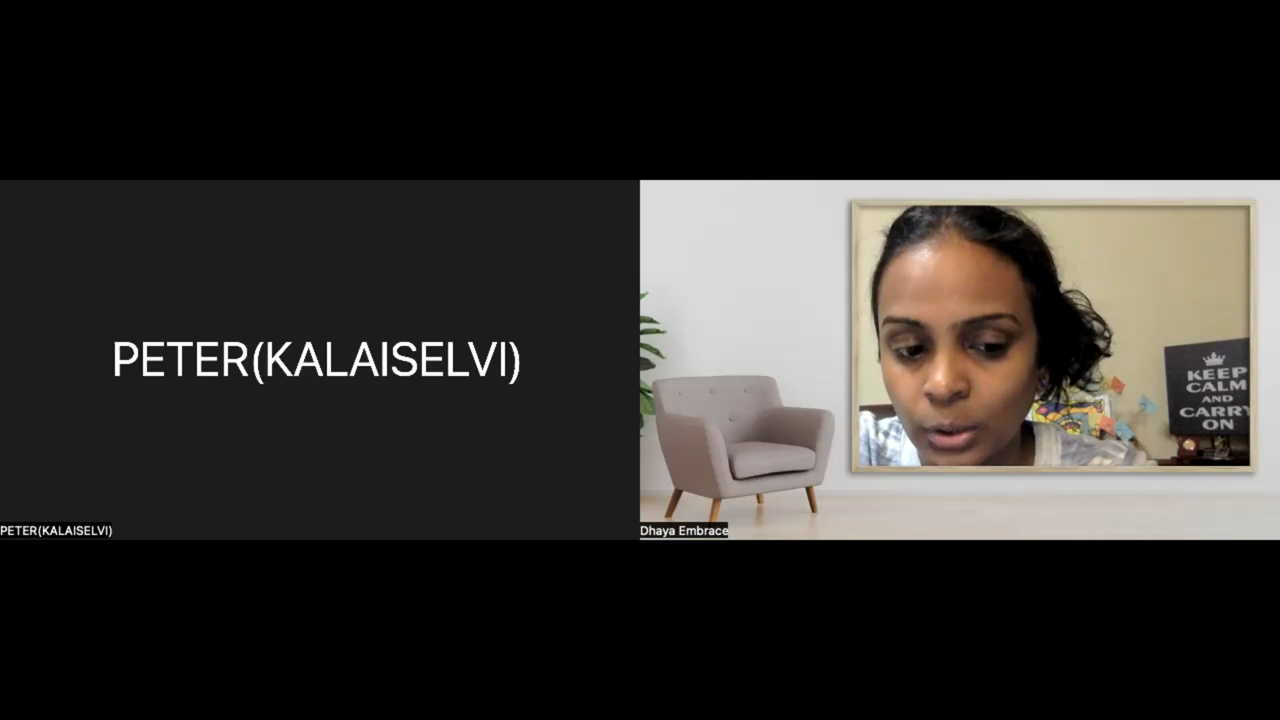 PETER(KALAISELVI)
PETER(KALAISELVI)
Dhaya Embrace
KEEP
CALM
AND
CARRY
ON